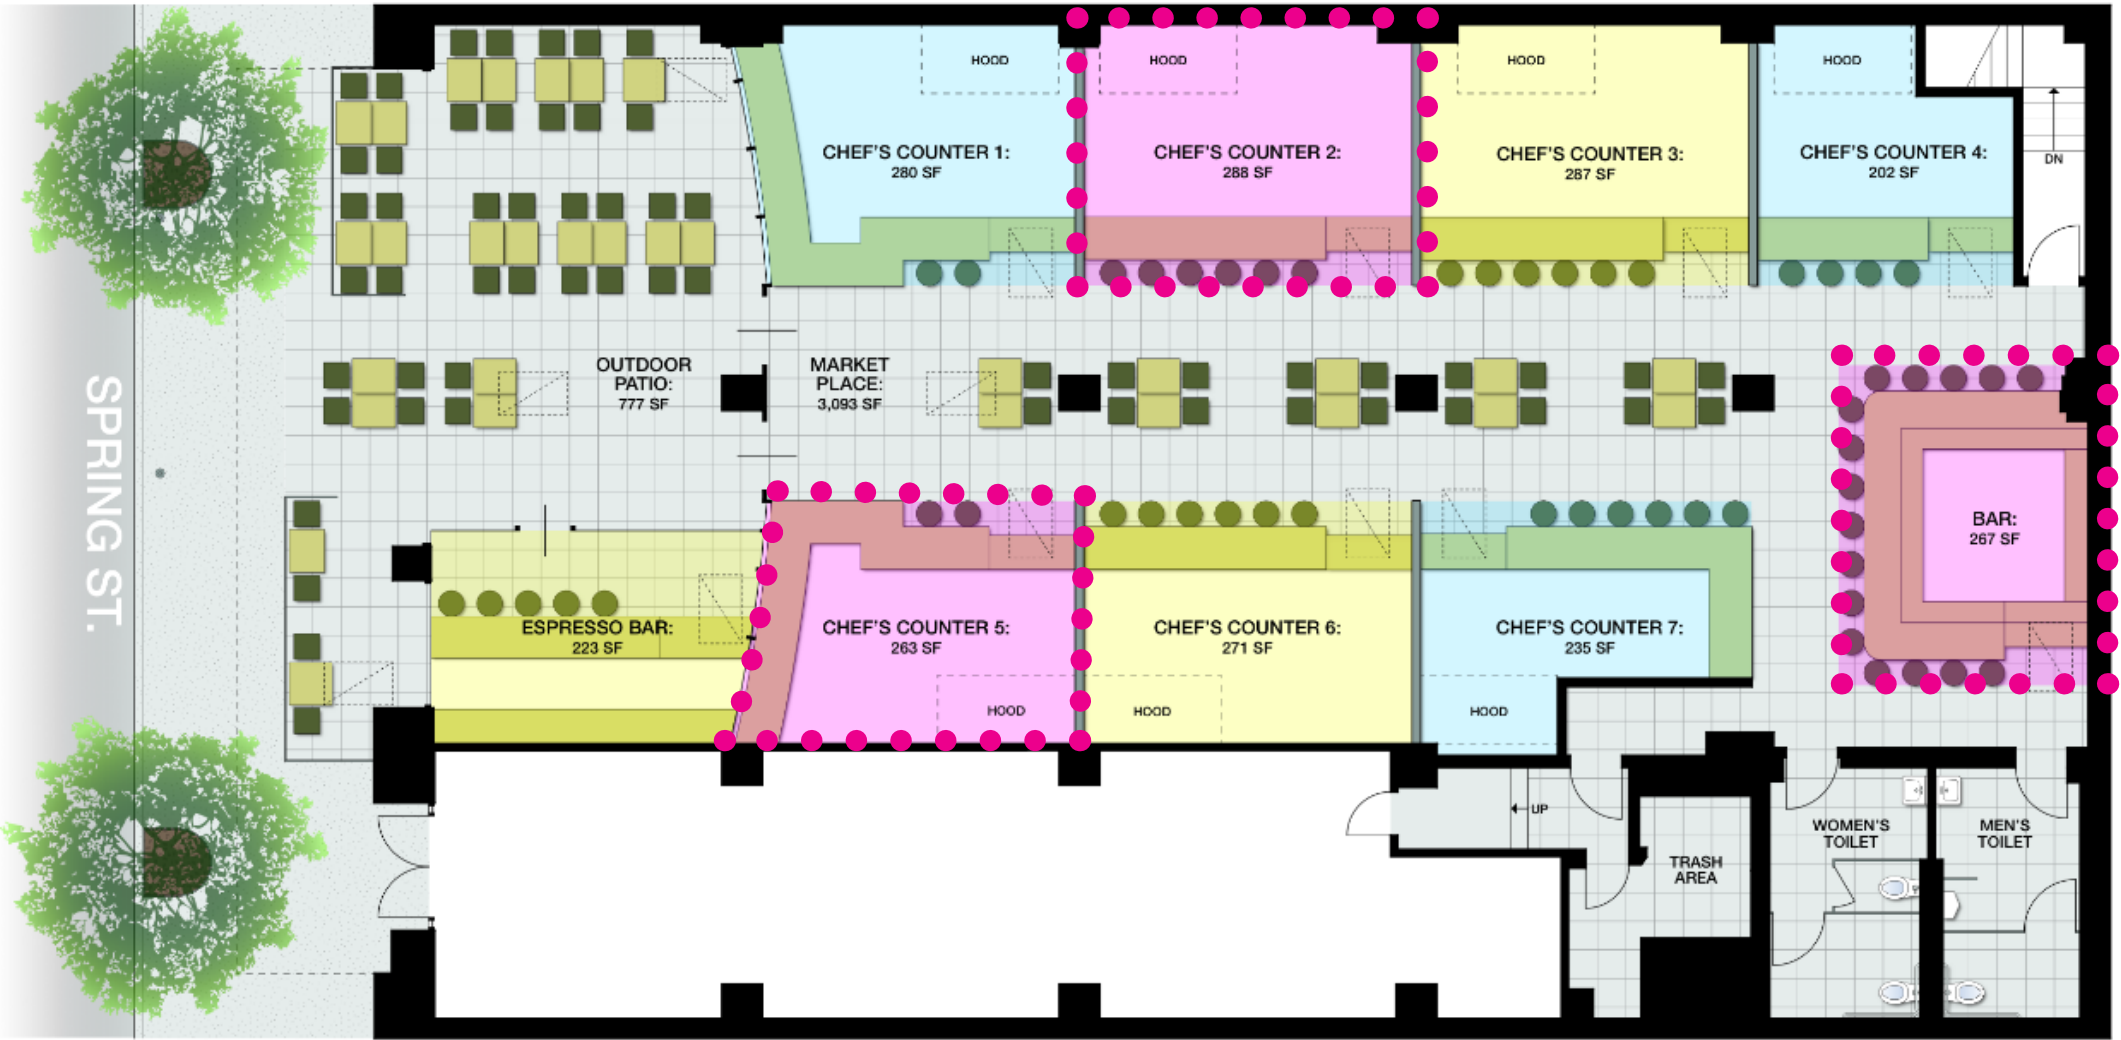 HOOD
HOOD
HOOD
HOOD
CHEF'S COUNTER 1:
280 SF
CHEF'S COUNTER 2:
288 SF
CHEF'S COUNTER 3:
287 SF
CHEF'S COUNTER 4:
202 SF
DN
SPRING ST.
OUTDOOR
PATIO:
777 SF
MARKET
PLACE:
3,093 SF
BAR:
267 SF
ESPRESSO BAR:
223 SF
CHEF'S COUNTER 5:
263 SF
CHEF'S COUNTER 6:
271 SF
CHEF'S COUNTER 7:
235 SF
HOOD
HOOD
HOOD
UP
WOMEN'S
TOILET
MEN'S
TOILET
TRASH
AREA